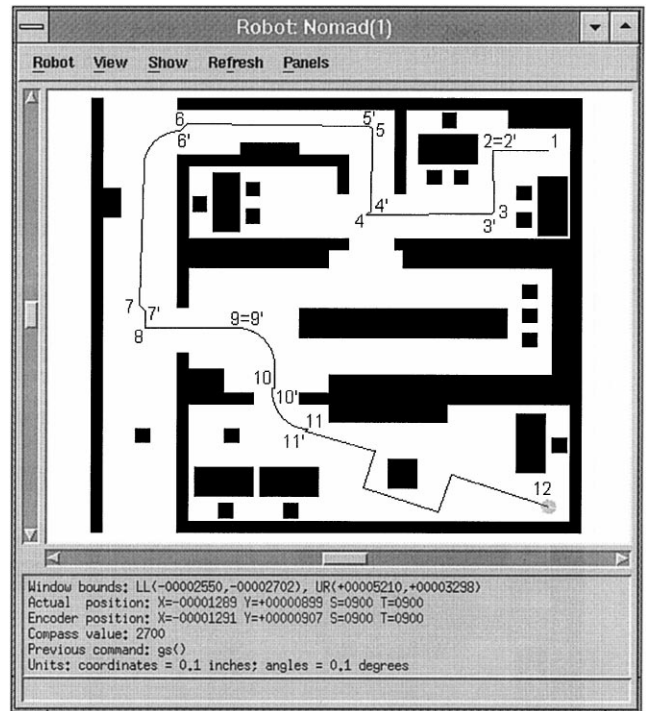 Robot: Nomad(1)
Robot View Show Refresh Panels
6 5'
6' 5
2=2' 1
4' 3
4 3'
7 7'
8 9=9'
10 10'
11
11'
12
Window bounds: LL(-00002550,-00002702), UR(+00005210,+00003298)
Actual position: X=-00001289 Y=+00000899 S=0900 T=0900
Encoder position: X=-00001291 Y=+00000907 S=0900 T=0900
Compass value: 2700
Previous command: gs()
Units: coordinates = 0.1 inches; angles = 0.1 degrees